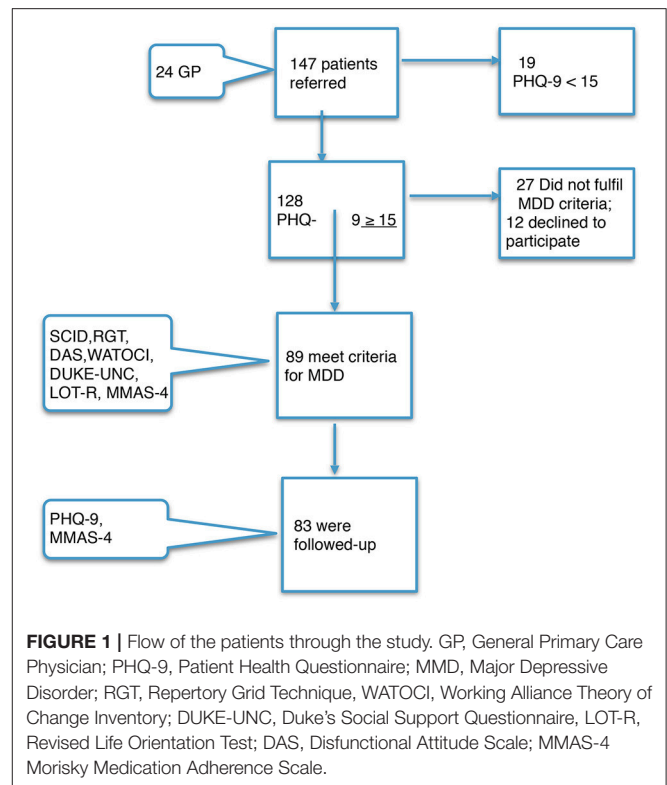 24 GP
147 patients
referred
19
PHQ-9 < 15
128
PHQ- 9 ≥ 15
27 Did not fulfil
MDD criteria;
12 declined to
participate
SCID,RGT,
DAS,WATOCI,
DUKE-UNC,
LOT-R, MMAS-4
89 meet criteria
for MDD
PHQ-9,
MMAS-4
83 were
followed-up
FIGURE 1 | Flow of the patients through the study. GP, General Primary Care
Physician; PHQ-9, Patient Health Questionnaire; MMD, Major Depressive
Disorder; RGT, Repertory Grid Technique, WATOCI, Working Alliance Theory of
Change Inventory; DUKE-UNC, Duke's Social Support Questionnaire, LOT-R,
Revised Life Orientation Test; DAS, Disfunctional Attitude Scale; MMAS-4
Morisky Medication Adherence Scale.